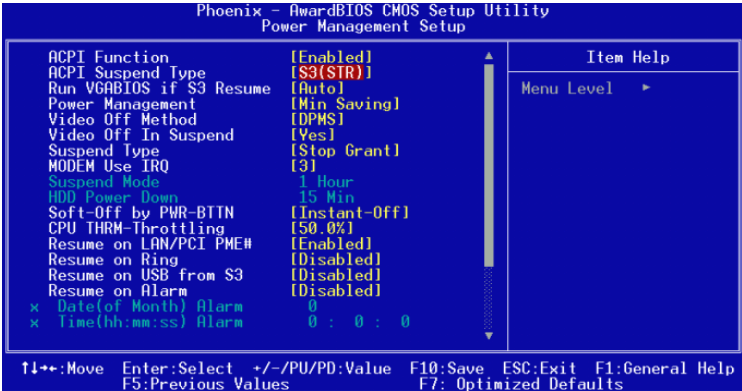 Phoenix - AwardBIOS CMOS Setup Utility
Power Management Setup
ACPI Function [Enabled]
ACPI Suspend Type [S3(STR)]
Run VGABIOS if S3 Resume [Auto]
Power Management [Min Saving]
Video Off Method [DPMS]
Video Off In Suspend [Yes]
Suspend Type [Stop Grant]
MODEM Use IRQ [3]
Suspend Mode 1 Hour
HDD Power Down 15 Min
Soft-Off by PWR-BTTN [Instant-Off]
CPU THRM-Throttling [50.0%]
Resume on LAN/PCI PME# [Enabled]
Resume on Ring [Disabled]
Resume on USB from S3 [Disabled]
Resume on Alarm [Disabled]
x Date(of Month) Alarm 0
x Time(hh:mm:ss) Alarm 0 : 0 : 0
Item Help
Menu Level ►
↑↓→←:Move Enter:Select +/-/PU/PD:Value F10:Save ESC:Exit F1:General Help
F5:Previous Values F7: Optimized Defaults